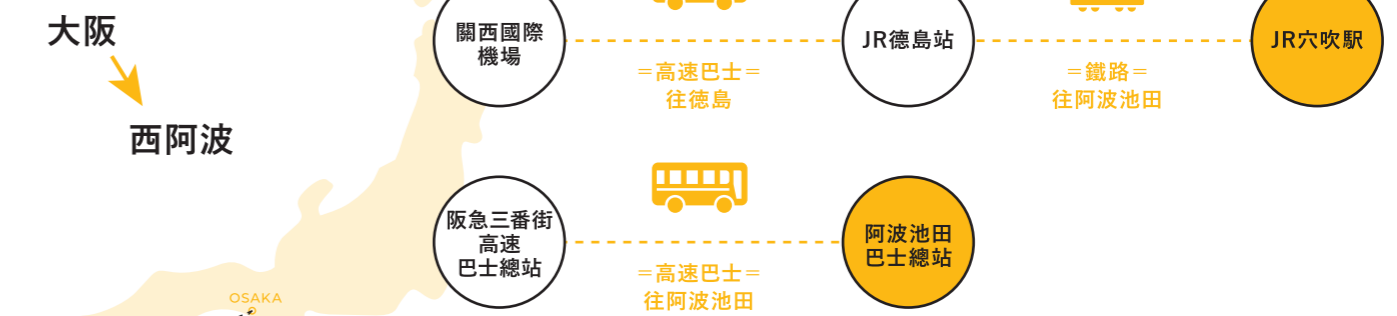 大阪
西阿波
關西國際
機場
=高速巴士=
往徳島
JR德島站
=鐵路=
往阿波池田
JR穴吹駅
阪急三番街
高速
巴士總站
=高速巴士=
往阿波池田
阿波池田
巴士總站
OSAKA